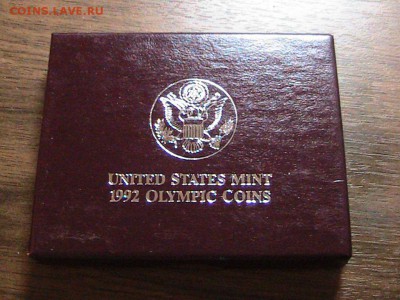 COINS.LAVE.RU
UNITED STATES MINT
1992 OLYMPIC COINS